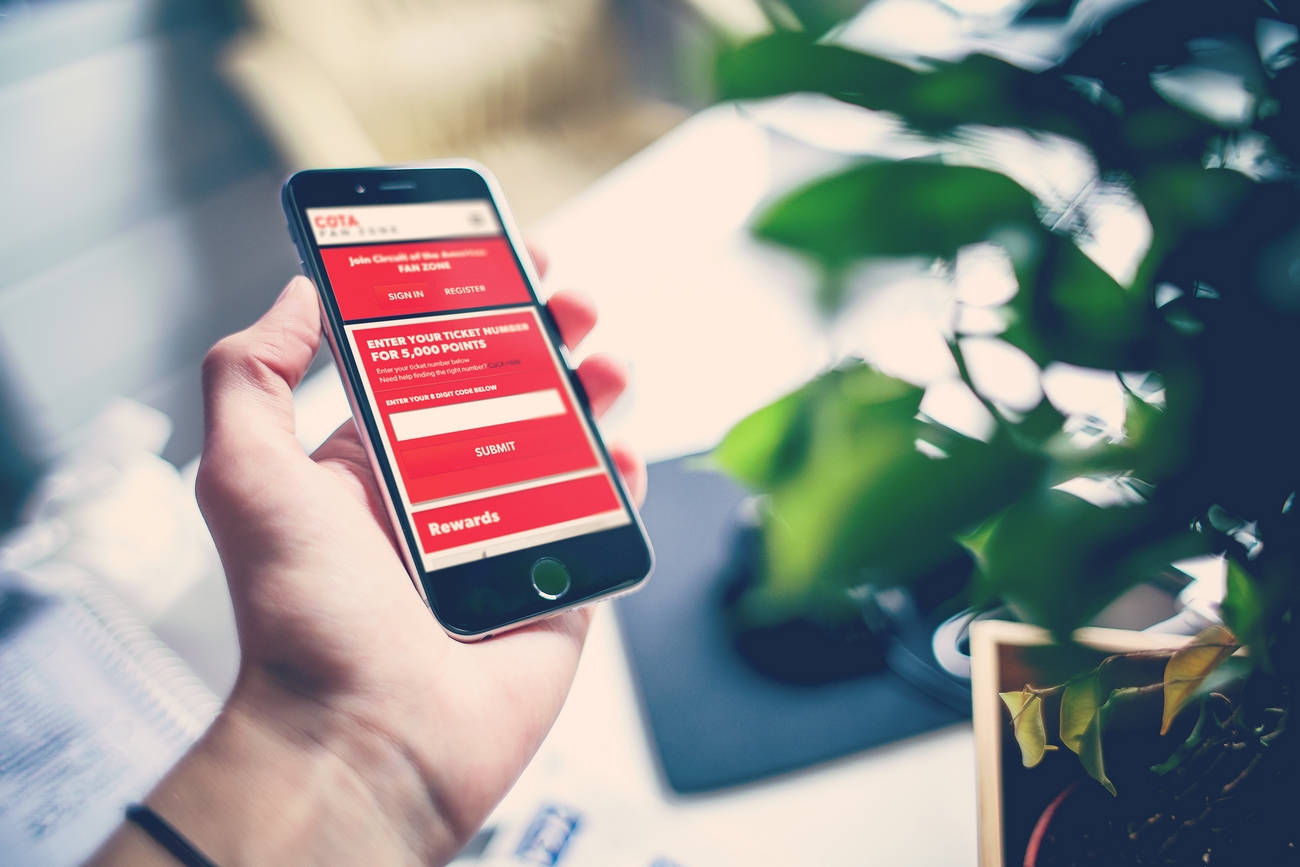 COTA
FAN ZONE
Join Circuit of the Americas
FAN ZONE
SIGN IN REGISTER
ENTER YOUR TICKET NUMBER
FOR 5,000 POINTS
Enter your ticket number below
Need help finding the right number? CLICK HERE
ENTER YOUR 8 DIGIT CODE BELOW
SUBMIT
Rewards